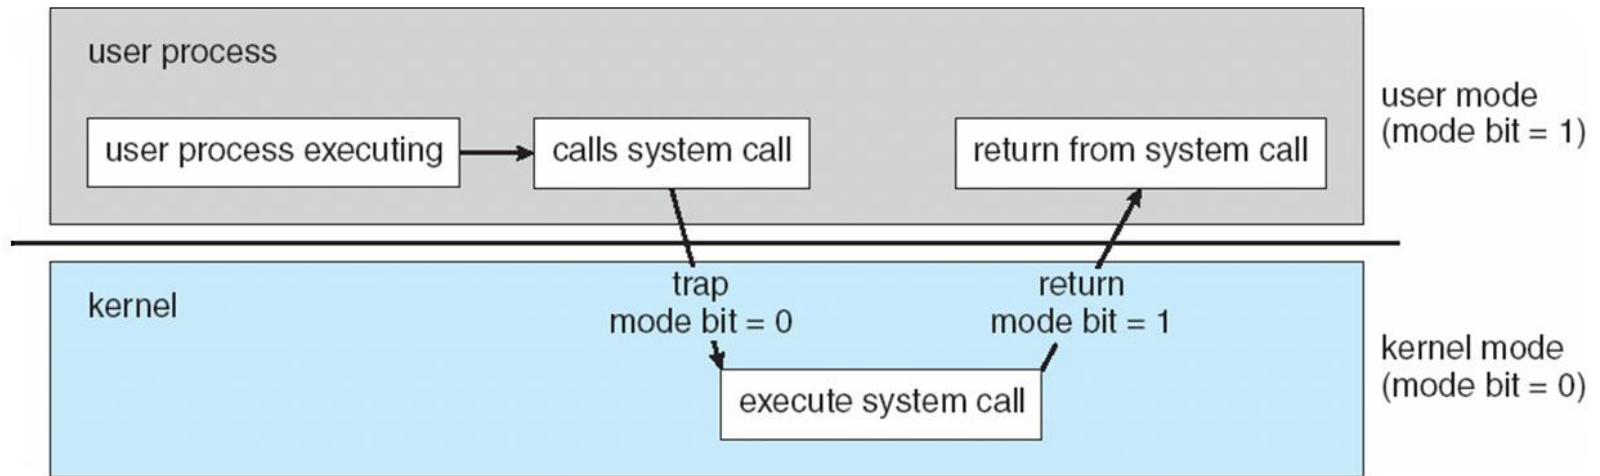 user process
user process executing
calls system call
return from system call
user mode
(mode bit = 1)
kernel
trap
mode bit = 0
return
mode bit = 1
execute system call
kernel mode
(mode bit = 0)